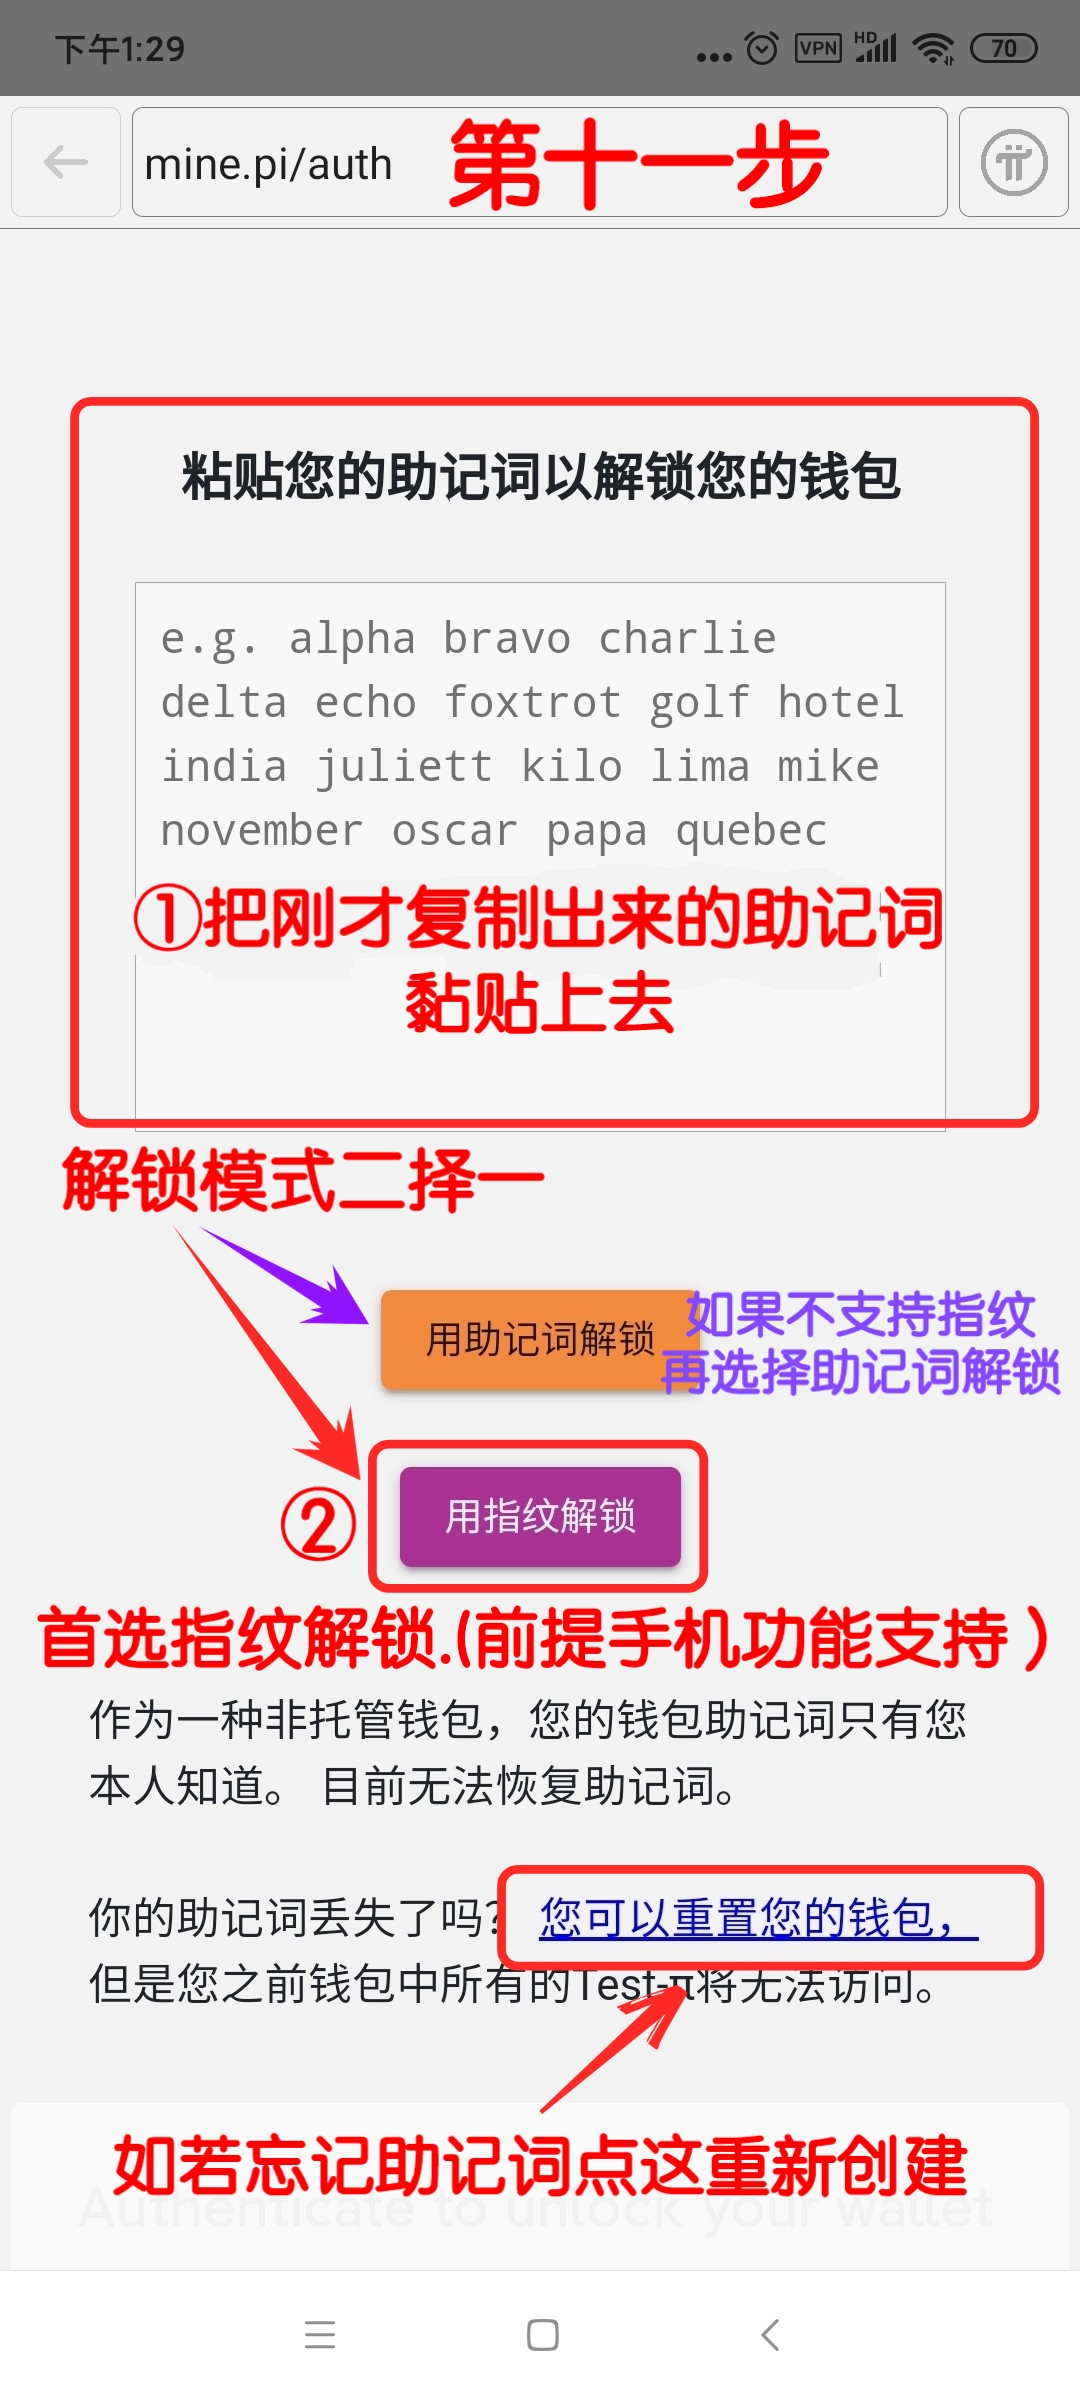 下午1:29
VPN HD 70
mine.pi/auth 第十一步
粘贴您的助记词以解锁您的钱包
e.g. alpha bravo charlie
delta echo foxtrot golf hotel
india juliett kilo lima mike
november oscar papa quebec
①把刚才复制出来的助记词
黏贴上去
解锁模式二择一
用助记词解锁
如果不支持指纹
再选择助记词解锁
② 用指纹解锁
首选指纹解锁.(前提手机功能支持)
作为一种非托管钱包，您的钱包助记词只有您
本人知道。 目前无法恢复助记词。
你的助记词丢失了吗? 您可以重置您的钱包，
但是您之前钱包中所有的Test-π将无法访问。
如若忘记助记词点这重新创建
Authenticate to unlock your wallet